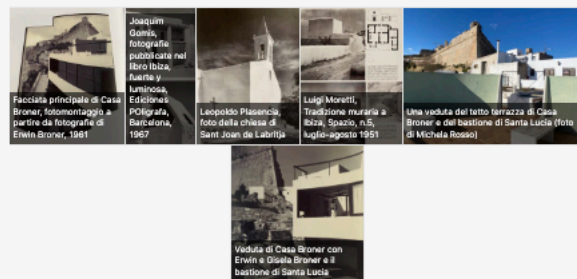 Facciata principale di Casa
Broner, fotomontaggio a
partire da fotografie di
Erwin Broner, 1961
Joaquim
Gomis,
fotografie
pubblicate nel
libro Ibiza,
fuerte y
luminosa,
Ediciones
POligrafa,
Barcelona,
1967
Leopoldo Plasencia,
foto della chiesa di
Sant Joan de Labritja
Luigi Moretti,
Tradizione muraria a
Ibiza, Spazio, n.5,
luglio-agosto 1951
Una veduta del tetto terrazza di Casa
Broner e del bastione di Santa Lucia (foto
di Michela Rosso)
Veduta di Casa Broner con
Erwin e Gisela Broner e il
bastione di Santa Lucia